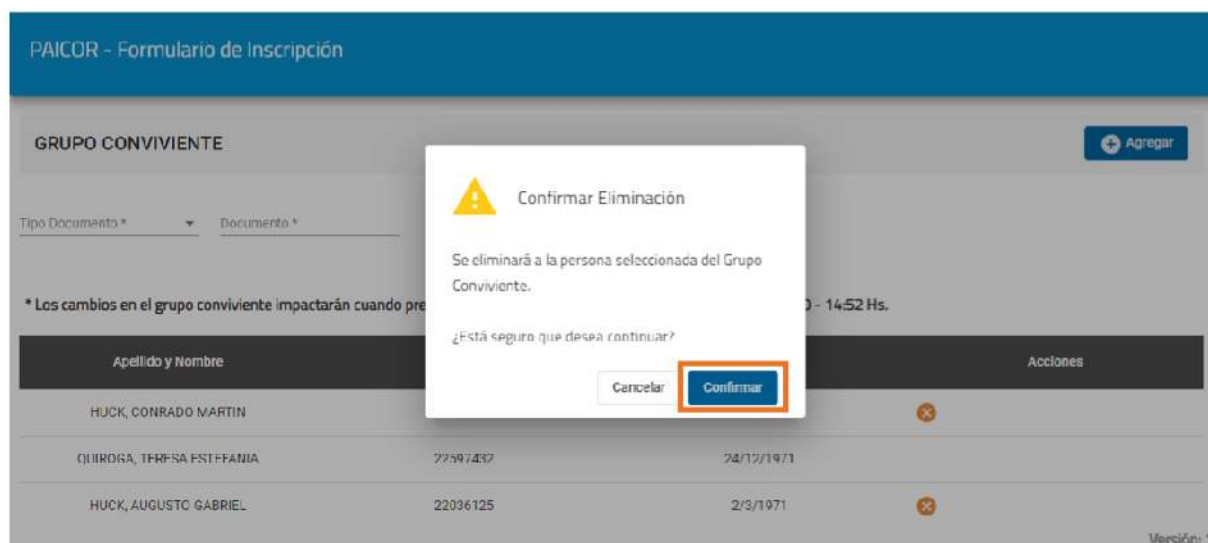 PAICOR - Formulario de Inscripción
GRUPO CONVIVIENTE
Agregar
Confirmar Eliminación
Tipo Documento *
Documento *
Se eliminará a la persona seleccionada del Grupo
Conviviente.
* Los cambios en el grupo conviviente impactarán cuando pre
- 14:52 Hs.
¿Está seguro que desea continuar?
Apellido y Nombre
Acciones
Cancelar
Confirmar
HUCK, CONRADO MARTIN
QUIROGA, TERESA ESTEFANIA 22597432 24/12/1971
HUCK, AUGUSTO GABRIEL 22036125 2/3/1971
Versión: